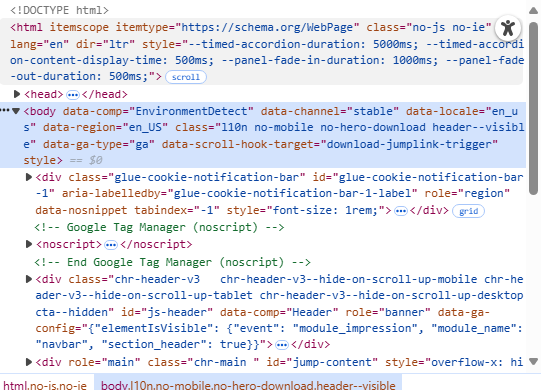 <!DOCTYPE html>
<html itemscope itemtype="https://schema.org/WebPage" class="no-js no-ie"
lang="en" dir="ltr" style="--timed-accordion-duration: 5000ms; --timed-accordi
on-content-display-time: 500ms; --panel-fade-in-duration: 1000ms; --panel-fade
-out-duration: 500ms;"> scroll
<head> ••• </head>
<body data-comp="EnvironmentDetect" data-channel="stable" data-locale="en_u
s" data-region="en_US" class="l10n no-mobile no-hero-download header--visibl
e" data-ga-type="ga" data-scroll-hook-target="download-jumplink-trigger"
style> == $0
<div class="glue-cookie-notification-bar" id="glue-cookie-notification-bar
-1" aria-labelledby="glue-cookie-notification-bar-1-label" role="region"
data-nosnippet tabindex="-1" style="font-size: 1rem;"> ••• </div> grid
<!-- Google Tag Manager (noscript) -->
<noscript> ••• </noscript>
<!-- End Google Tag Manager (noscript) -->
<div class="chr-header-v3   chr-header-v3--hide-on-scroll-up-mobile chr-he
ader-v3--hide-on-scroll-up-tablet chr-header-v3--hide-on-scroll-up-desktop
cta--hidden" id="js-header" data-comp="Header" role="banner" data-ga-
config="{"elementIsVisible": {"event": "module_impression", "module_name":
"navbar", "section_header": true}}"> ••• </div>
<div role="main" class="chr-main " id="jump-content" style="overflow-x: hi
html.no-js.no-ie body.l10n.no-mobile.no-hero-download.header--visible